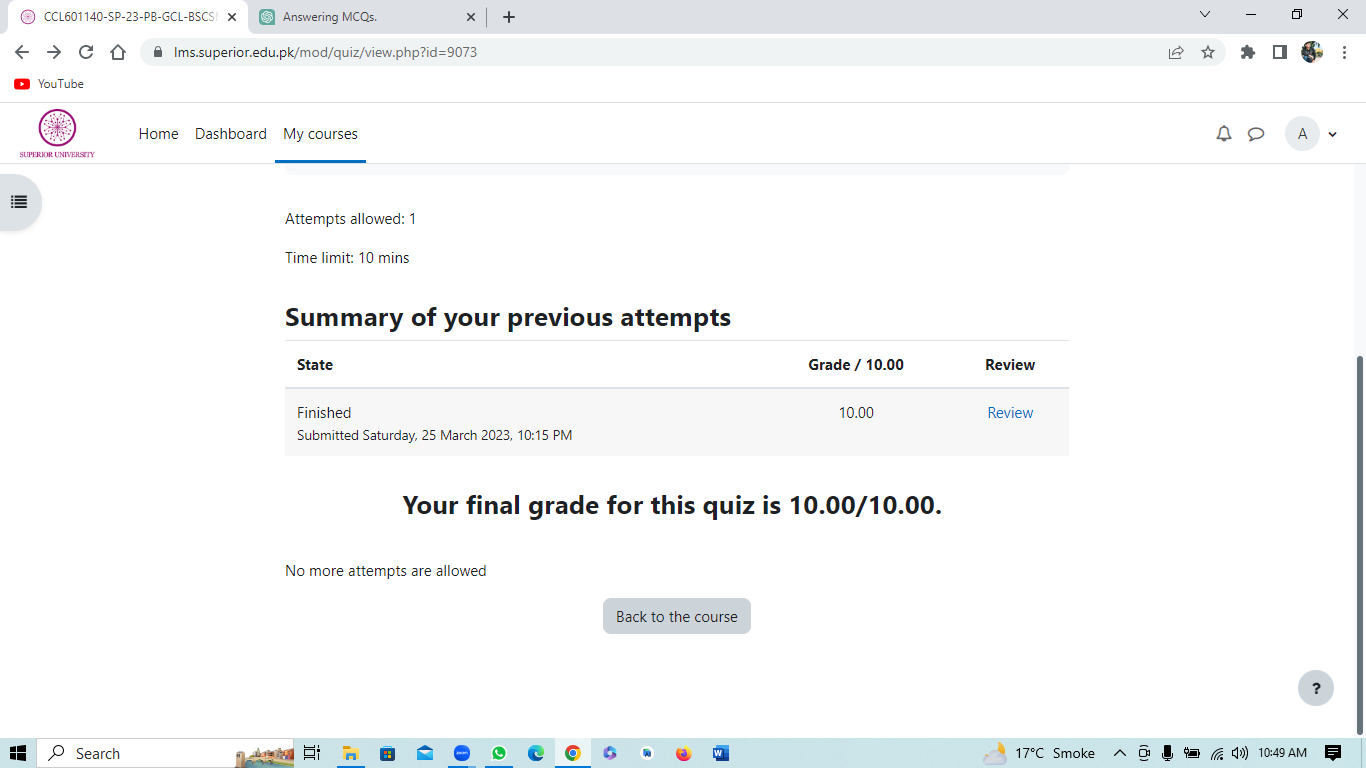 CCL601140-SP-23-PB-GCL-BSCS
Answering MCQs.
lms.superior.edu.pk/mod/quiz/view.php?id=9073
YouTube
SUPERIOR UNIVERSITY
Home Dashboard My courses
A
Attempts allowed: 1
Time limit: 10 mins
Summary of your previous attempts
State Grade / 10.00 Review
Finished 10.00 Review
Submitted Saturday, 25 March 2023, 10:15 PM
Your final grade for this quiz is 10.00/10.00.
No more attempts are allowed
Back to the course
?
Search
zoom
W
17°C Smoke
10:49 AM